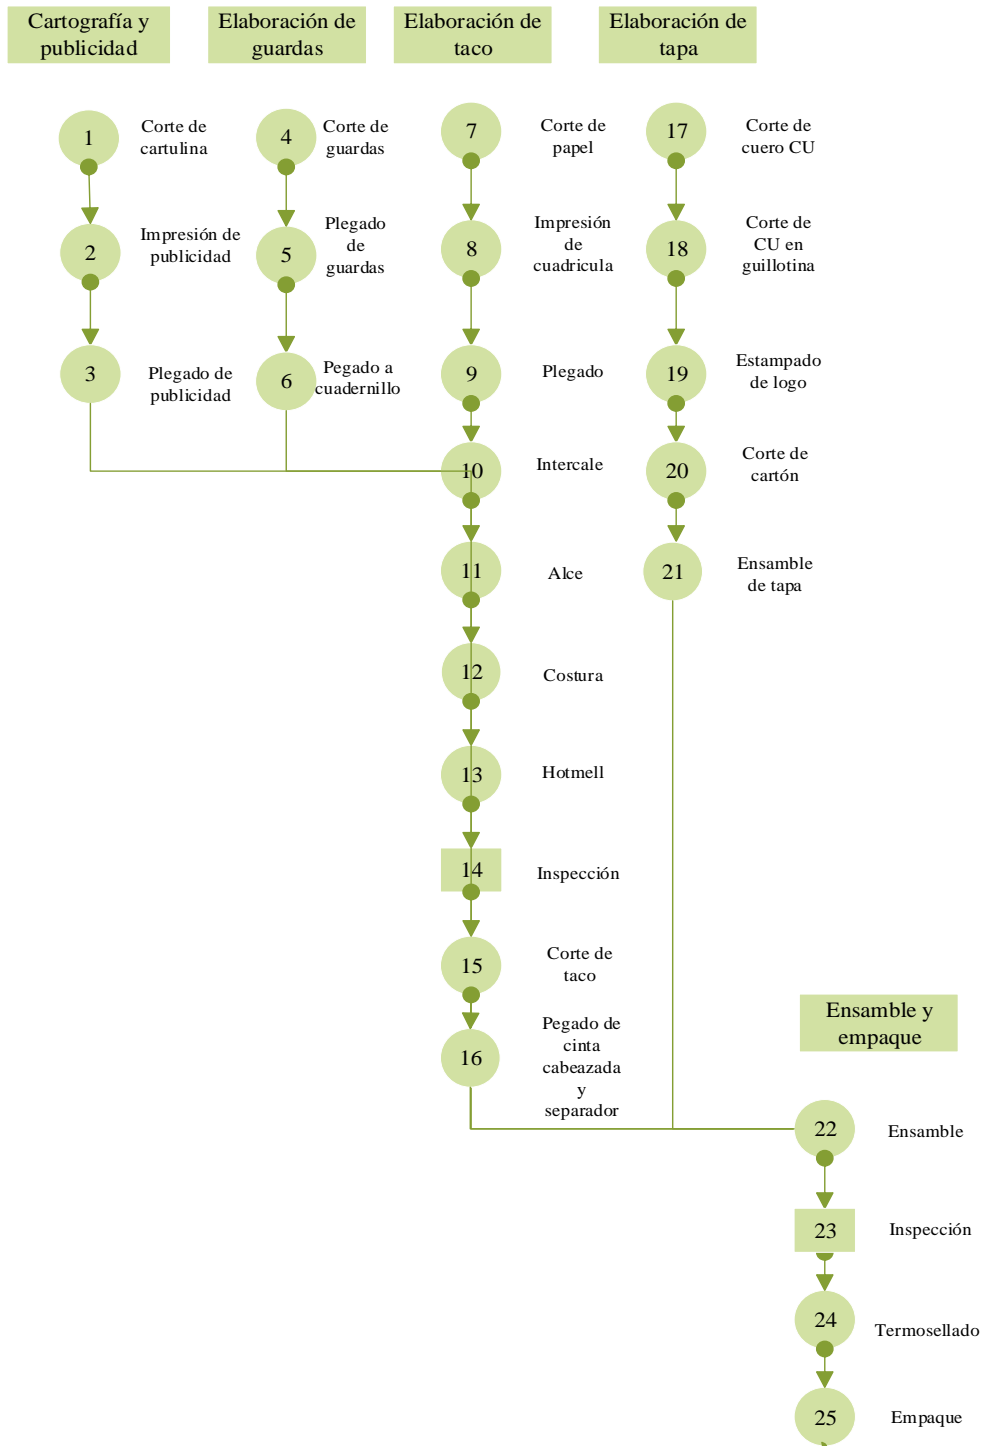 Cartografía y
publicidad
Elaboración de
guardas
Elaboración de
taco
Elaboración de
tapa
1
Corte de
cartulina
2
Impresión de
publicidad
3
Plegado de
publicidad
4
Corte de
guardas
5
Plegado
de
guardas
6
Pegado a
cuadernillo
7
Corte de
papel
8
Impresión
de
cuadricula
9
Plegado
10
Intercale
11
Alce
12
Costura
13
Hotmell
14
Inspección
15
Corte de
taco
16
Pegado de
cinta
cabeazada
y
separador
17
Corte de
cuero CU
18
Corte de
CU en
guillotina
19
Estampado
de logo
20
Corte de
cartón
21
Ensamble
de tapa
Ensamble y
empaque
22
Ensamble
23
Inspección
24
Termosellado
25
Empaque